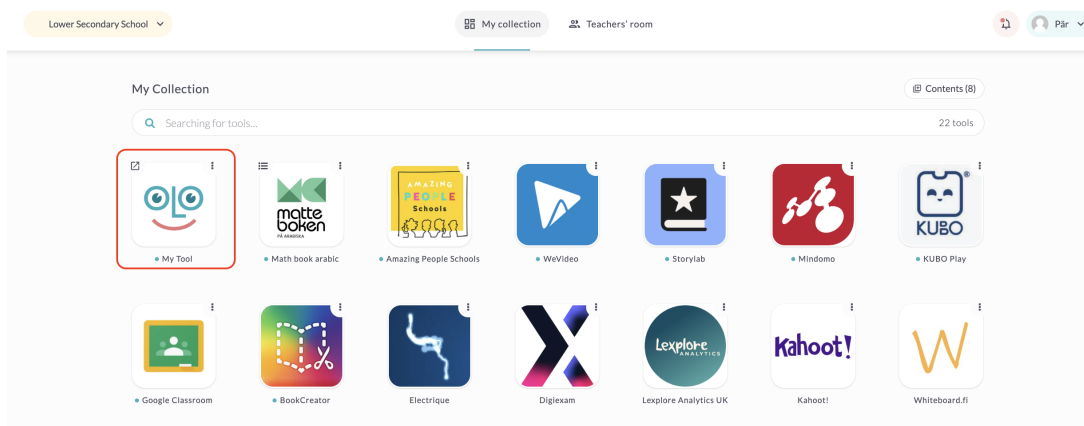 Lower Secondary School
My collection
Teachers' room
Pär
My Collection
Contents (8)
Searching for tools...
22 tools
matte
boken
PÅ ARABISKA
AMAZING
PEOPLE
Schools
KUBO
®
My Tool
Math book arabic
Amazing People Schools
WeVideo
Storylab
Mindomo
KUBO Play
Lexplore
ANALYTICS
Kahoot!
Google Classroom
BookCreator
Electrique
Digiexam
Lexplore Analytics UK
Kahoot!
Whiteboard.fi